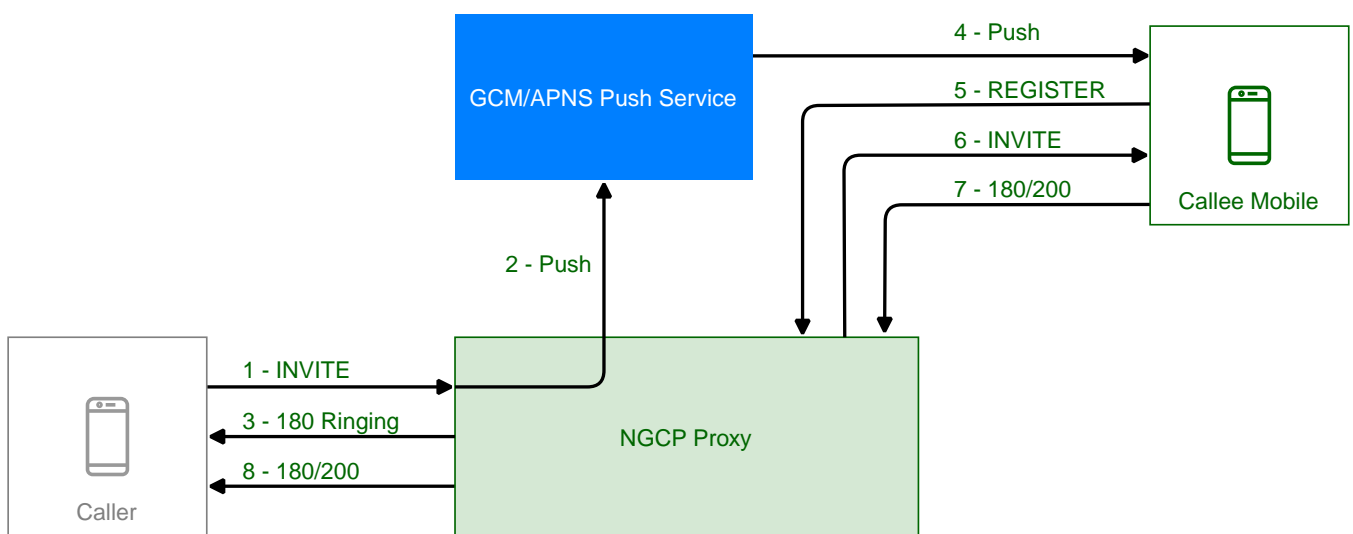 4 - Push
GCM/APNS Push Service
5 - REGISTER
6 - INVITE
7 - 180/200
Callee Mobile
2 - Push
1 - INVITE
3 - 180 Ringing
NGCP Proxy
8 - 180/200
Caller